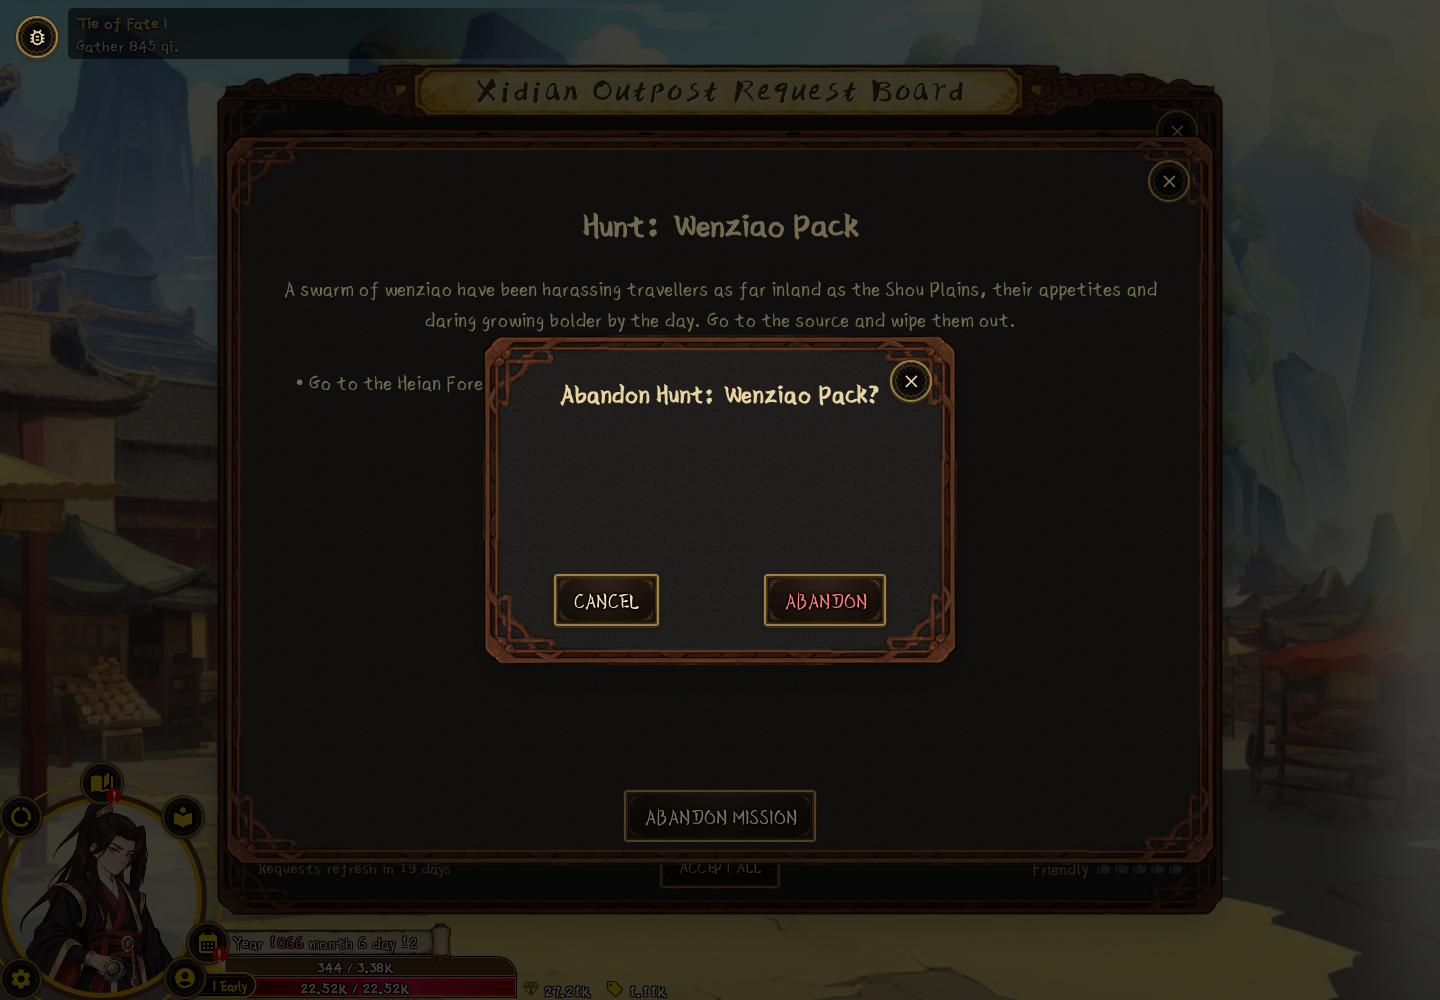 Tie of Fate I
Gather 845 qi.
Xidian Outpost Request Board
Hunt: Wenziao Pack
A swarm of wenziao have been harassing travellers as far inland as the Shou Plains, their appetites and
daring growing bolder by the day. Go to the source and wipe them out.
• Go to the Heian Fore
Abandon Hunt: Wenziao Pack?
CANCEL
ABANDON
ABANDON MISSION
Requests refresh in 19 days
ACCEPT ALL
Friendly
Year 1066 month 6 day 12
344 / 3.38K
1 Early
22.52K / 22.52K
27.21K
1.11K